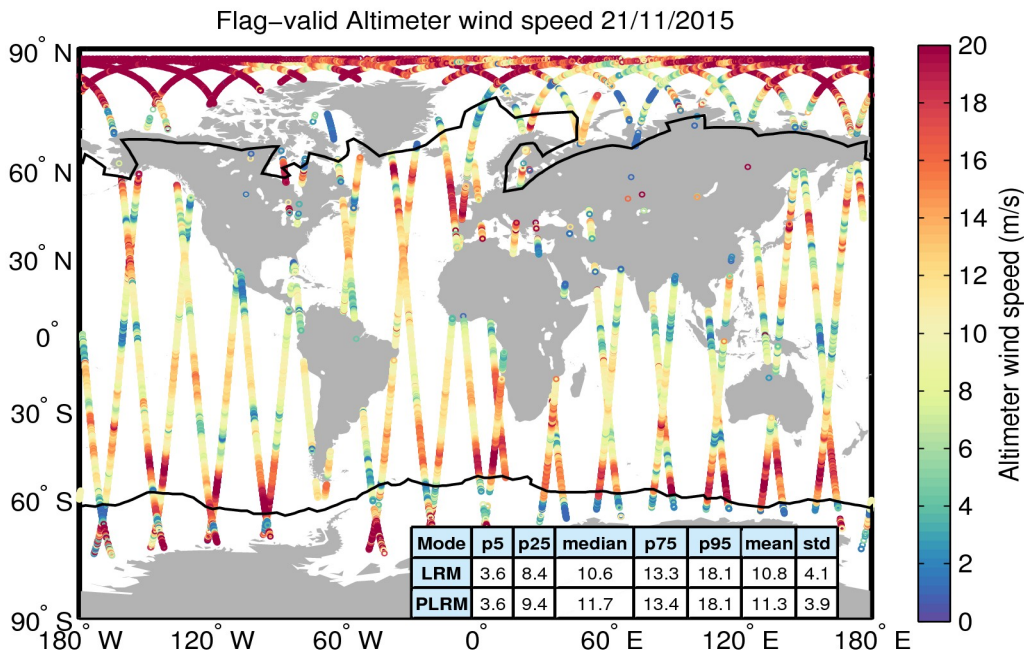 Flag−valid Altimeter wind speed 21/11/2015
90° N
60° N
30° N
0°
30° S
60° S
90° S
180° W
120° W
60° W
0°
60° E
120° E
180° E
Mode p5 p25 median p75 p95 mean std
LRM 3.6 8.4 10.6 13.3 18.1 10.8 4.1
PLRM 3.6 9.4 11.7 13.4 18.1 11.3 3.9
20
18
16
14
12
10
8
6
4
2
0
Altimeter wind speed (m/s)